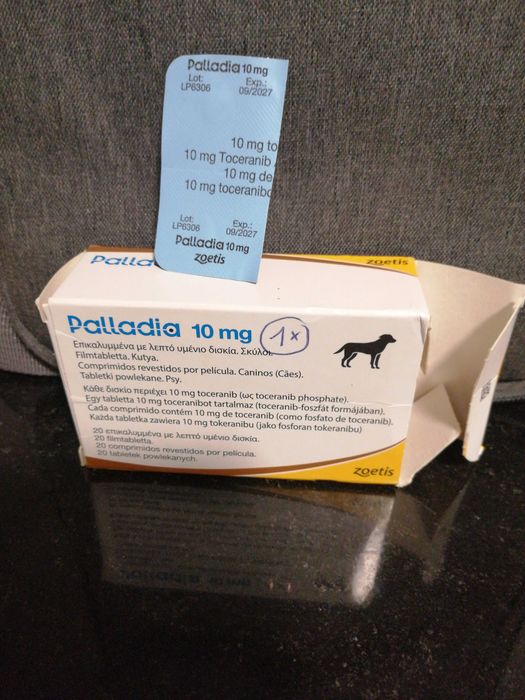 Palladia 10 mg
Lot: Exp.:
LP6306 09/2027
10 mg to
10 mg Toceranib
10 mg de
10 mg toceranibo
Lot: Exp.:
LP6306 09/2027
Palladia 10 mg
zoetis
Pallad
zoetis
Palladia 10 mg 1x
Επικαλυμμένα με λεπτό υμένιο δισκία. Σκύλοι.
Filmtabletta. Kutya.
Comprimidos revestidos por película. Caninos (Cães).
Tabletki powlekane. Psy.
Κάθε δισκίο περιέχει 10 mg toceranib (ως toceranib phosphate).
Egy tabletta 10 mg toceranibot tartalmaz (toceranib-foszfát formájában).
Cada comprimido contém 10 mg de toceranib (como fosfato de toceranib).
Każda tabletka zawiera 10 mg tokeranibu (jako fosforan tokeranibu)
20 επικαλυμμένα με λεπτό υμένιο δισκία.
20 filmtabletta.
20 comprimidos revestidos por película.
20 tabletek powlekanych.
zoetis